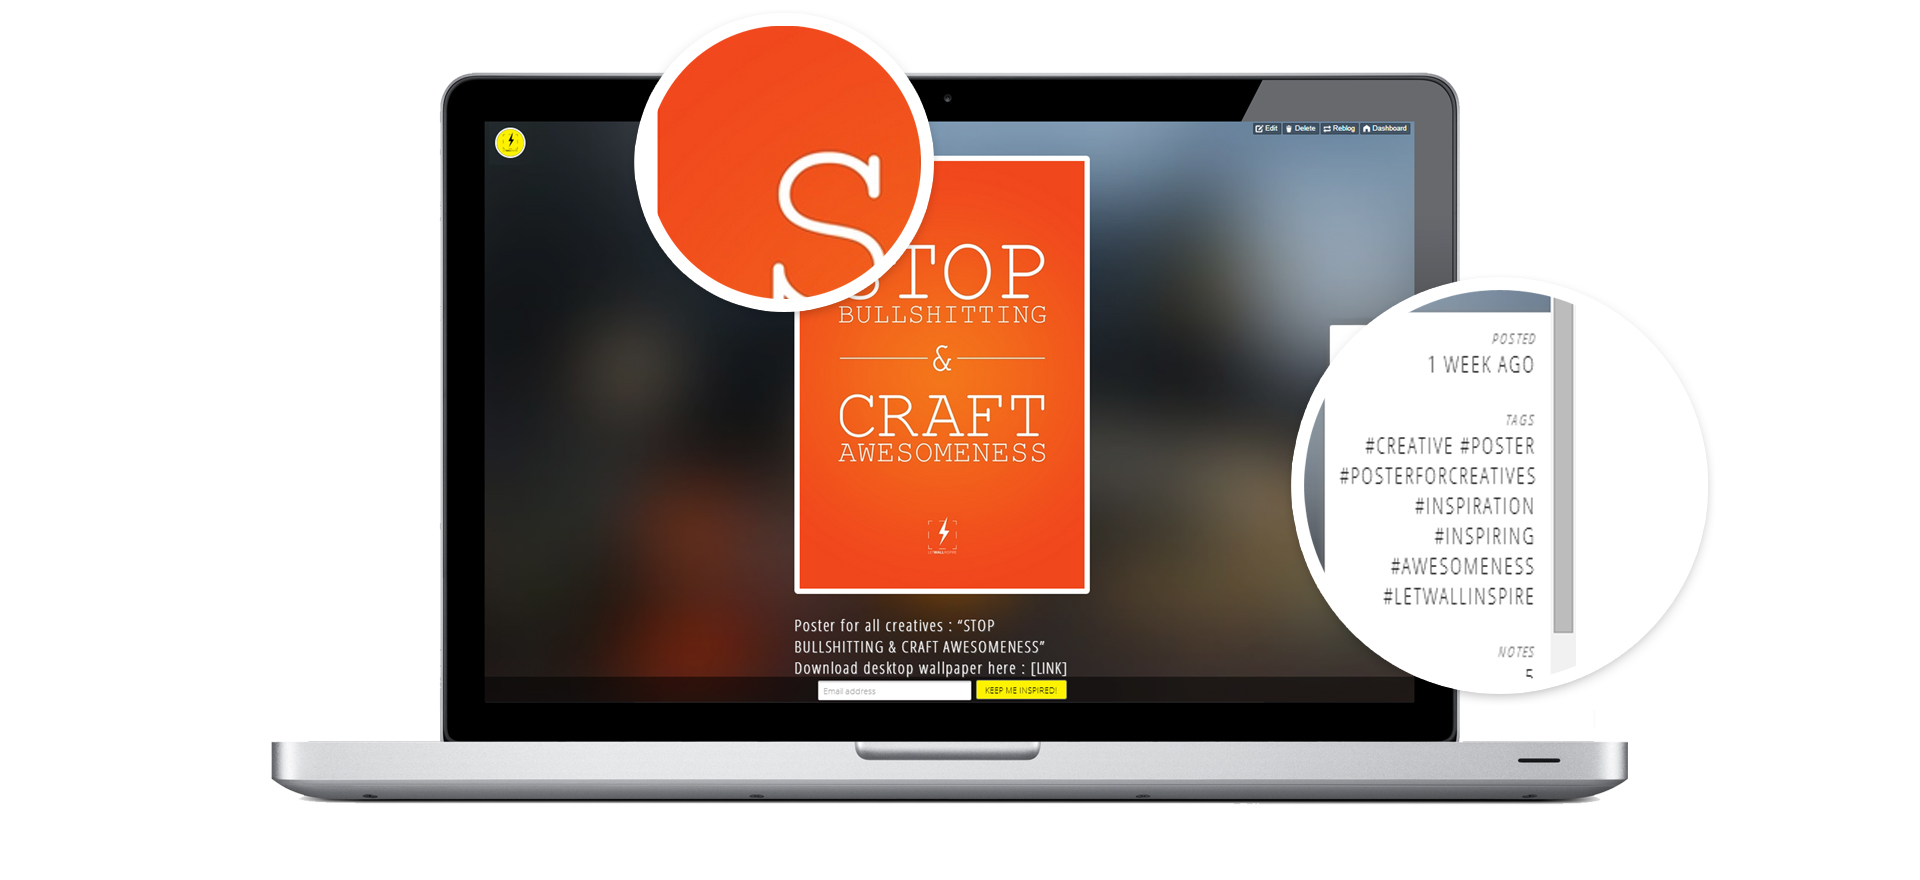 Edit Delete Reblog Dashboard
S
STOP
BULLSHITTING
&
CRAFT
AWESOMENESS
LETWALLINSPIRE
Poster for all creatives : “STOP
BULLSHITTING & CRAFT AWESOMENESS”
Download desktop wallpaper here : [LINK]
Email address
KEEP ME INSPIRED!
POSTED
1 WEEK AGO
TAGS
#CREATIVE #POSTER
#POSTERFORCREATIVES
#INSPIRATION
#INSPIRING
#AWESOMENESS
#LETWALLINSPIRE
NOTES
5